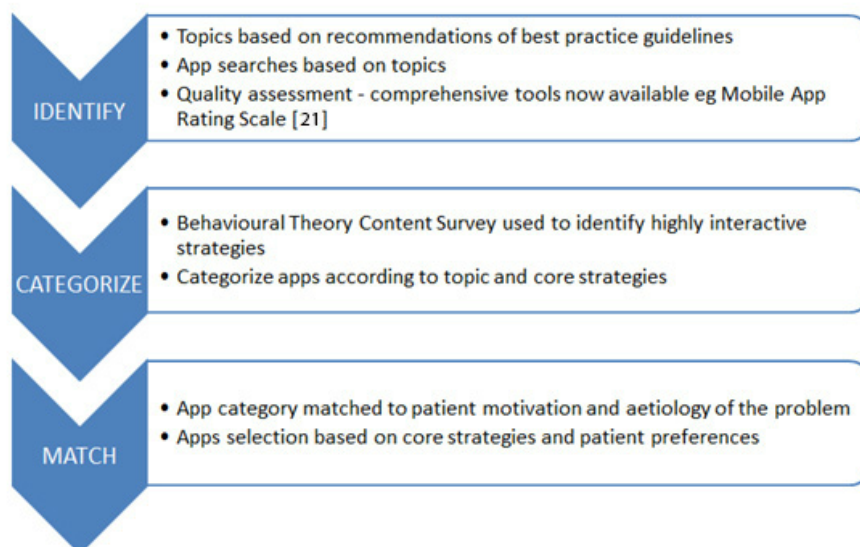 IDENTIFY
• Topics based on recommendations of best practice guidelines
• App searches based on topics
• Quality assessment - comprehensive tools now available eg Mobile App
Rating Scale [21]
CATEGORIZE
• Behavioural Theory Content Survey used to identify highly interactive
strategies
• Categorize apps according to topic and core strategies
MATCH
• App category matched to patient motivation and aetiology of the problem
• Apps selection based on core strategies and patient preferences